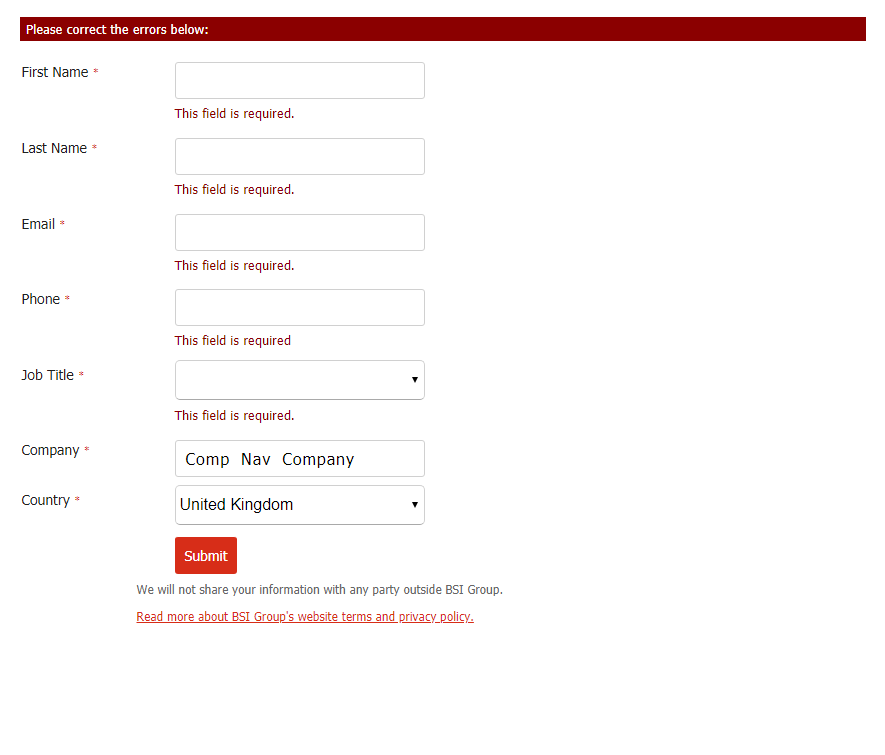 Please correct the errors below:
First Name *
This field is required.
Last Name *
This field is required.
Email *
This field is required.
Phone *
This field is required
Job Title *
This field is required.
Company *
Comp Nav Company
Country *
United Kingdom
Submit
We will not share your information with any party outside BSI Group.
Read more about BSI Group's website terms and privacy policy.